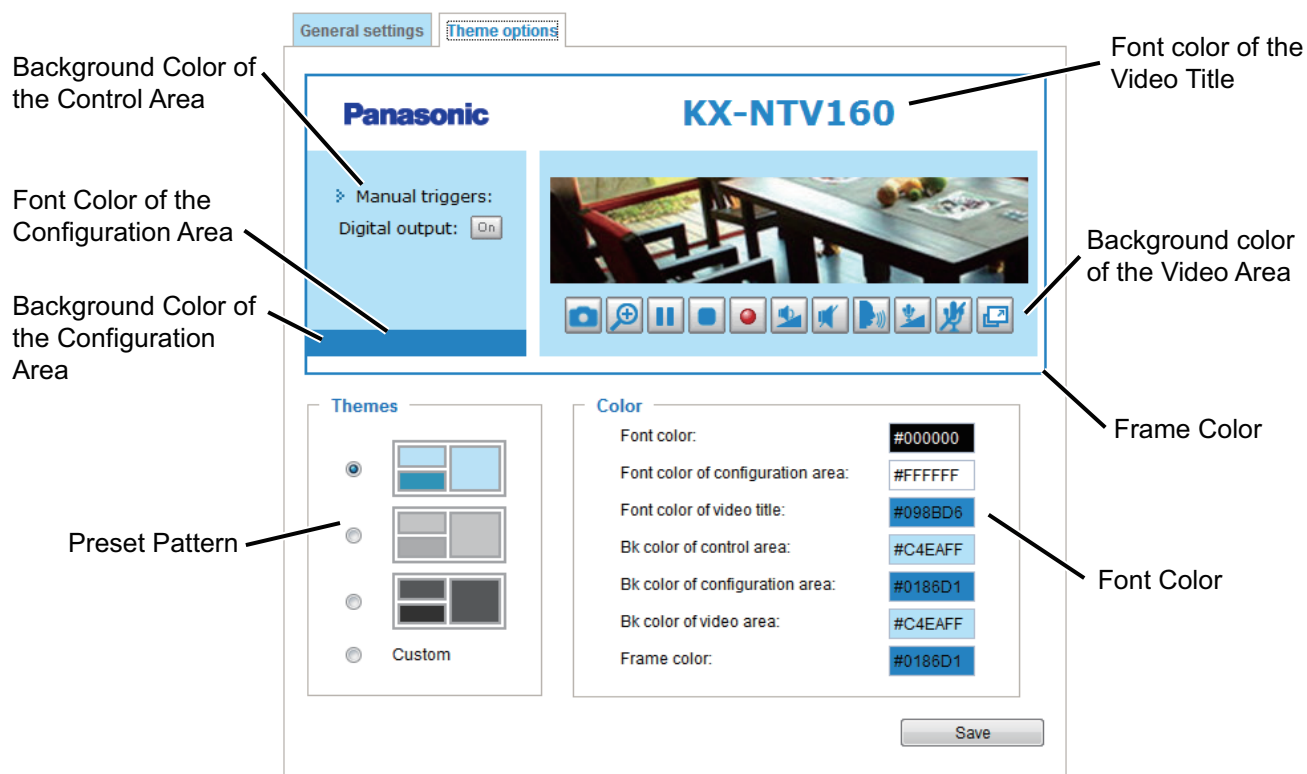 General settings
Theme options
Background Color of
the Control Area
Font color of the
Video Title
Panasonic
KX-NTV160
Manual triggers:
Digital output: On
Font Color of the
Configuration Area
Background color
of the Video Area
Background Color of
the Configuration
Area
Frame Color
Themes
Custom
Preset Pattern
Color
Font color: #000000
Font color of configuration area: #FFFFFF
Font color of video title: #098BD6
Bk color of control area: #C4EAFF
Bk color of configuration area: #0186D1
Bk color of video area: #C4EAFF
Frame color: #0186D1
Font Color
Save